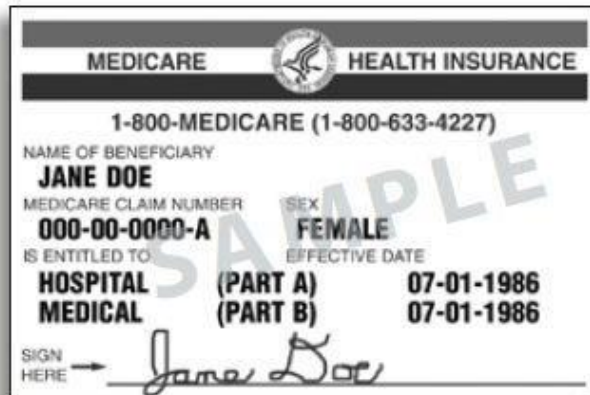 MEDICARE HEALTH INSURANCE
1-800-MEDICARE (1-800-633-4227)
NAME OF BENEFICIARY
JANE DOE
MEDICARE CLAIM NUMBER SEX
000-00-0000-A FEMALE
IS ENTITLED TO EFFECTIVE DATE
HOSPITAL (PART A) 07-01-1986
MEDICAL (PART B) 07-01-1986
SIGN
HERE Jane Doe
SAMPLE